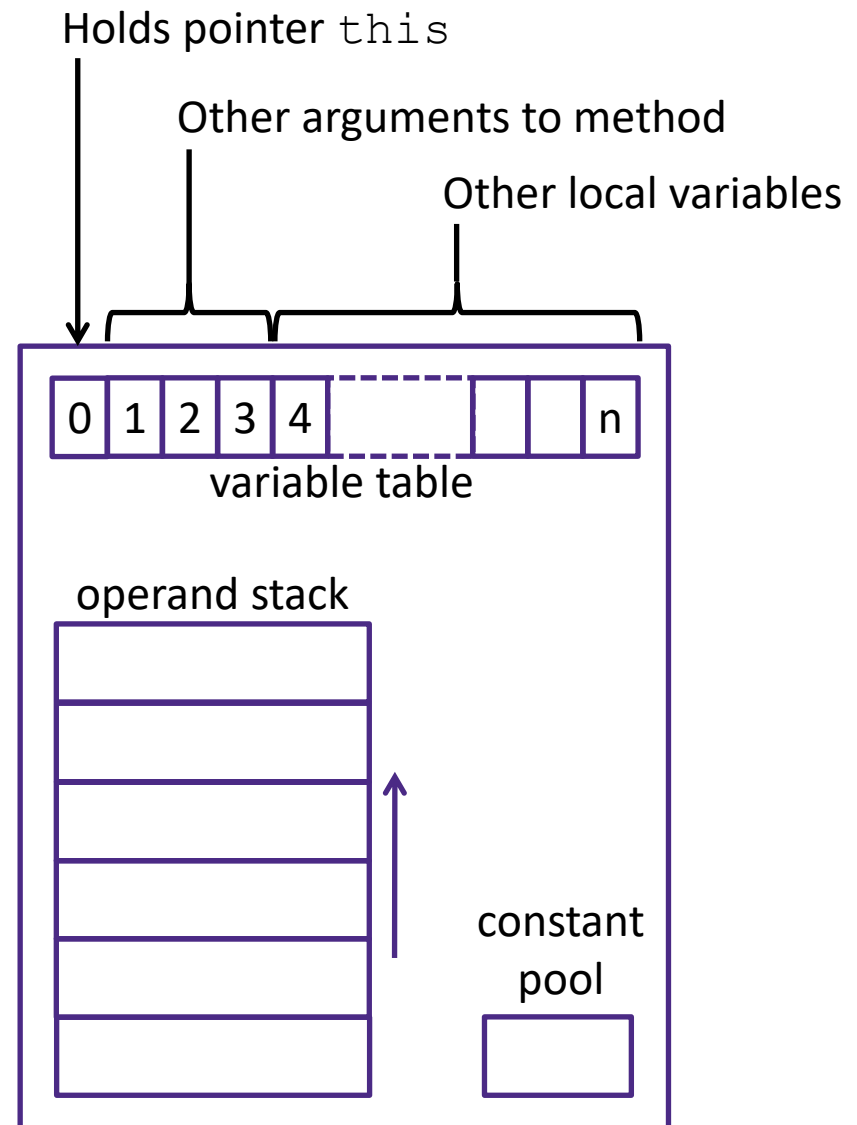 Holds pointer this
Other arguments to method
Other local variables
0 1 2 3 4 n
variable table
operand stack
constant
pool